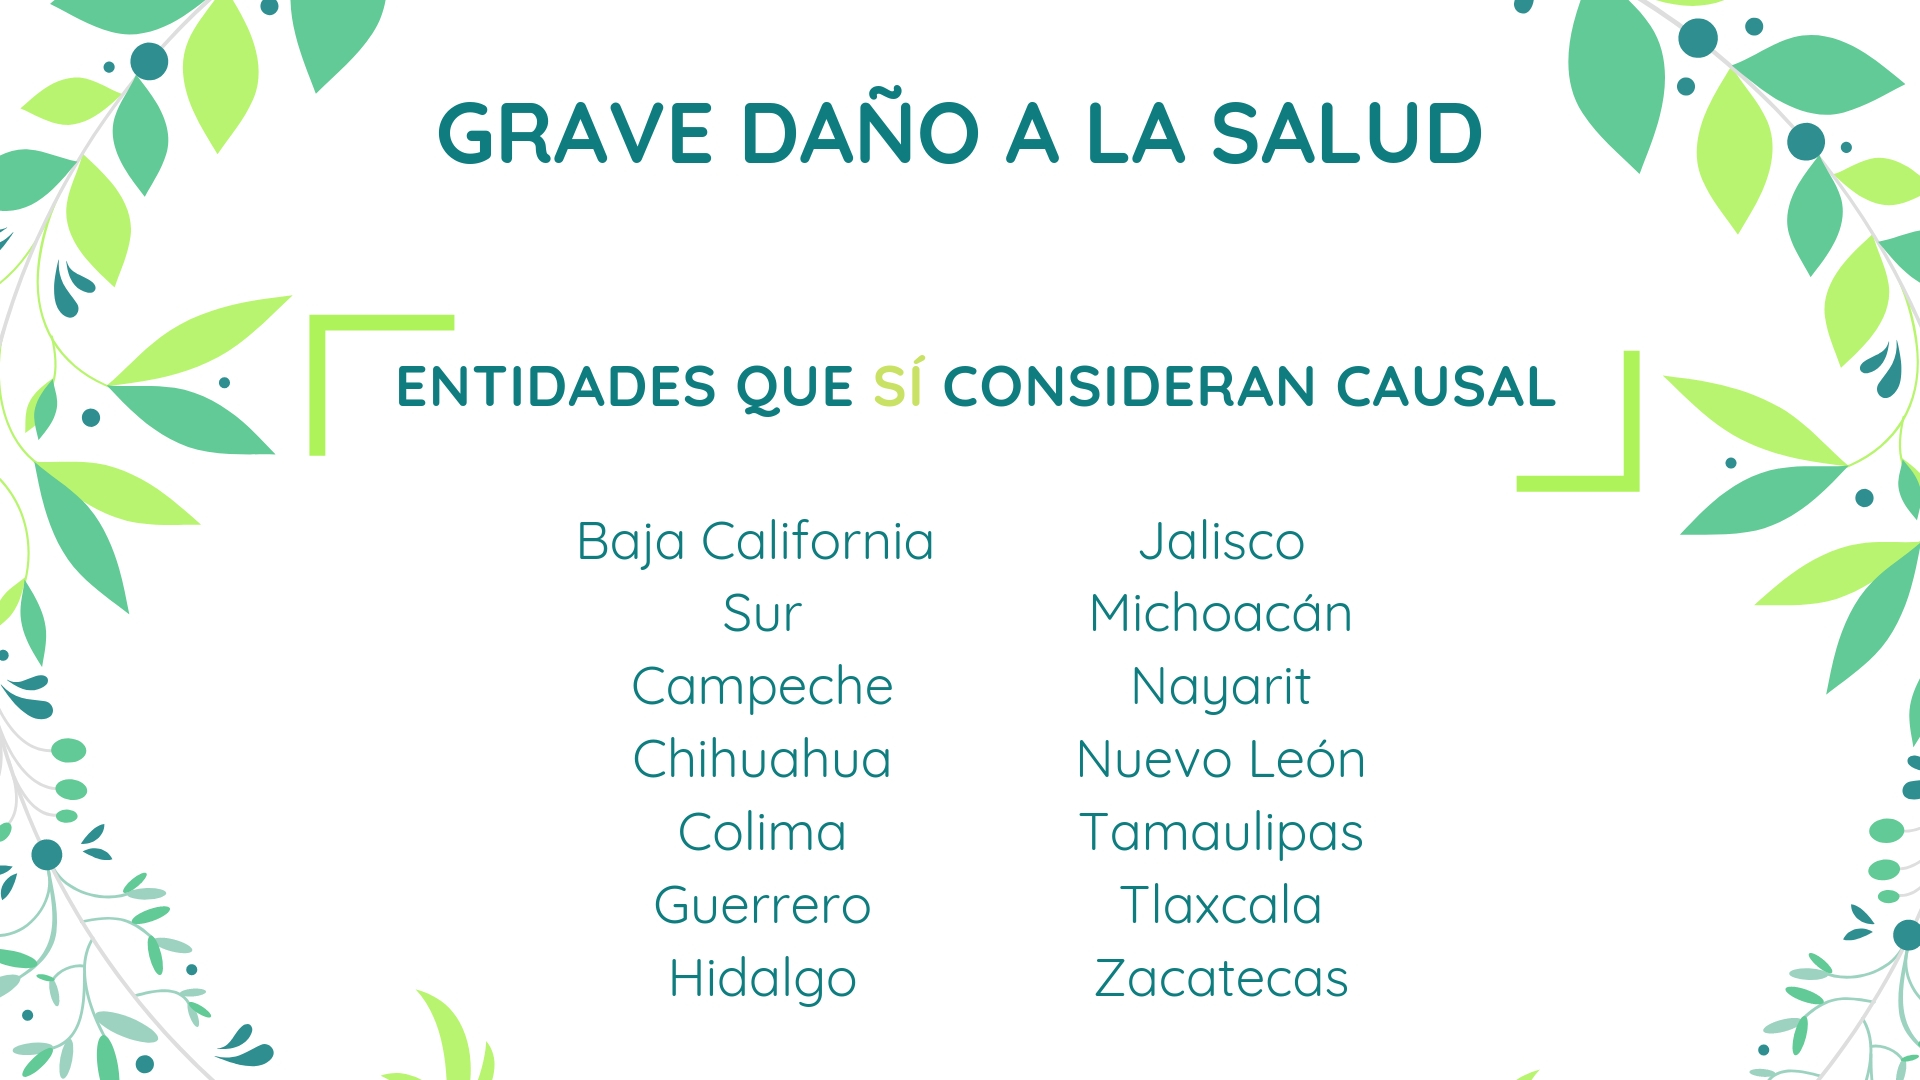 GRAVE DAÑO A LA SALUD
ENTIDADES QUE SÍ CONSIDERAN CAUSAL
Baja California
Sur
Campeche
Chihuahua
Colima
Guerrero
Hidalgo
Jalisco
Michoacán
Nayarit
Nuevo León
Tamaulipas
Tlaxcala
Zacatecas